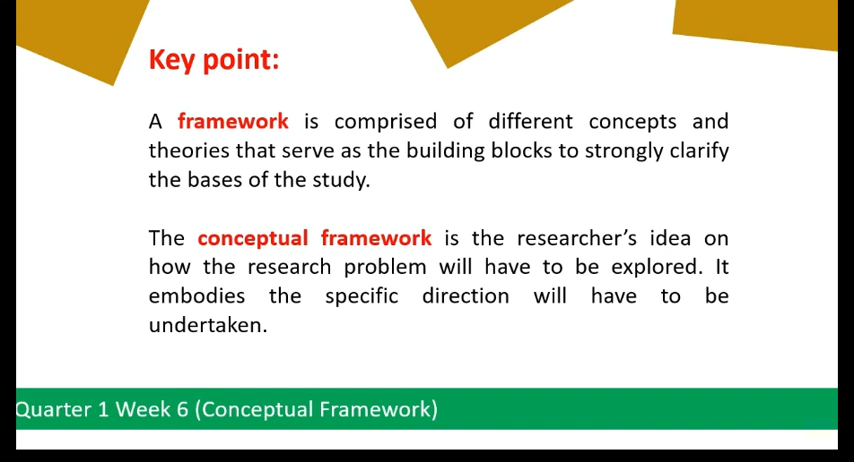 Key point:
A framework is comprised of different concepts and
theories that serve as the building blocks to strongly clarify
the bases of the study.
The conceptual framework is the researcher’s idea on
how the research problem will have to be explored. It
embodies the specific direction will have to be
undertaken.
Quarter 1 Week 6 (Conceptual Framework)